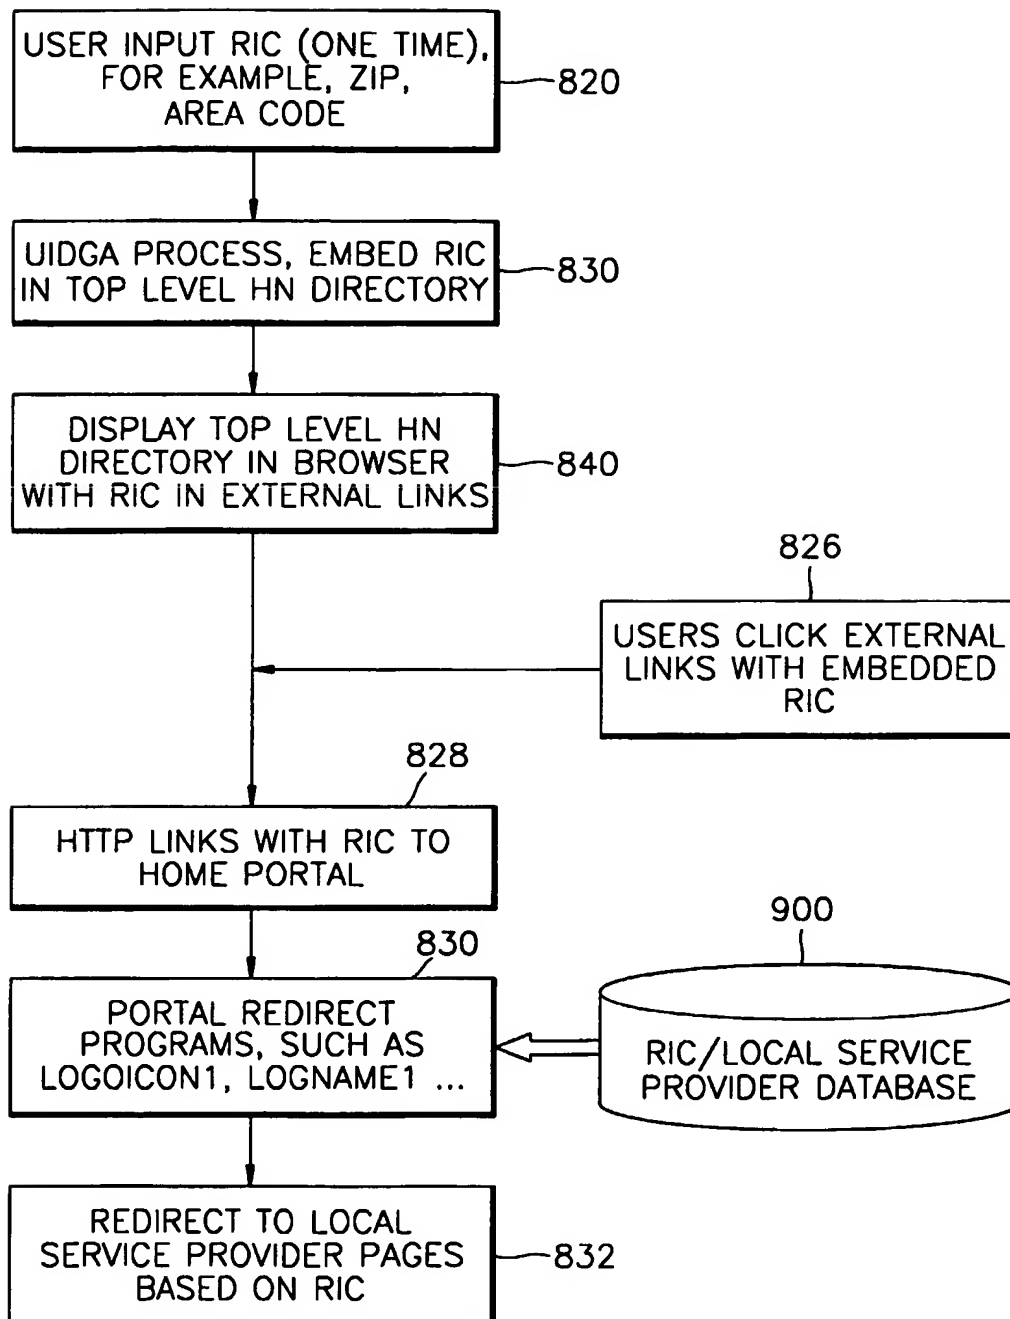 USER INPUT RIC (ONE TIME),
FOR EXAMPLE, ZIP,
AREA CODE
820
UIDGA PROCESS, EMBED RIC
IN TOP LEVEL HN DIRECTORY
830
DISPLAY TOP LEVEL HN
DIRECTORY IN BROWSER
WITH RIC IN EXTERNAL LINKS
840
826
USERS CLICK EXTERNAL
LINKS WITH EMBEDDED
RIC
828
HTTP LINKS WITH RIC TO
HOME PORTAL
830
PORTAL REDIRECT
PROGRAMS, SUCH AS
LOGOICON1, LOGNAME1 ...
900
RIC/LOCAL SERVICE
PROVIDER DATABASE
REDIRECT TO LOCAL
SERVICE PROVIDER PAGES
BASED ON RIC
832